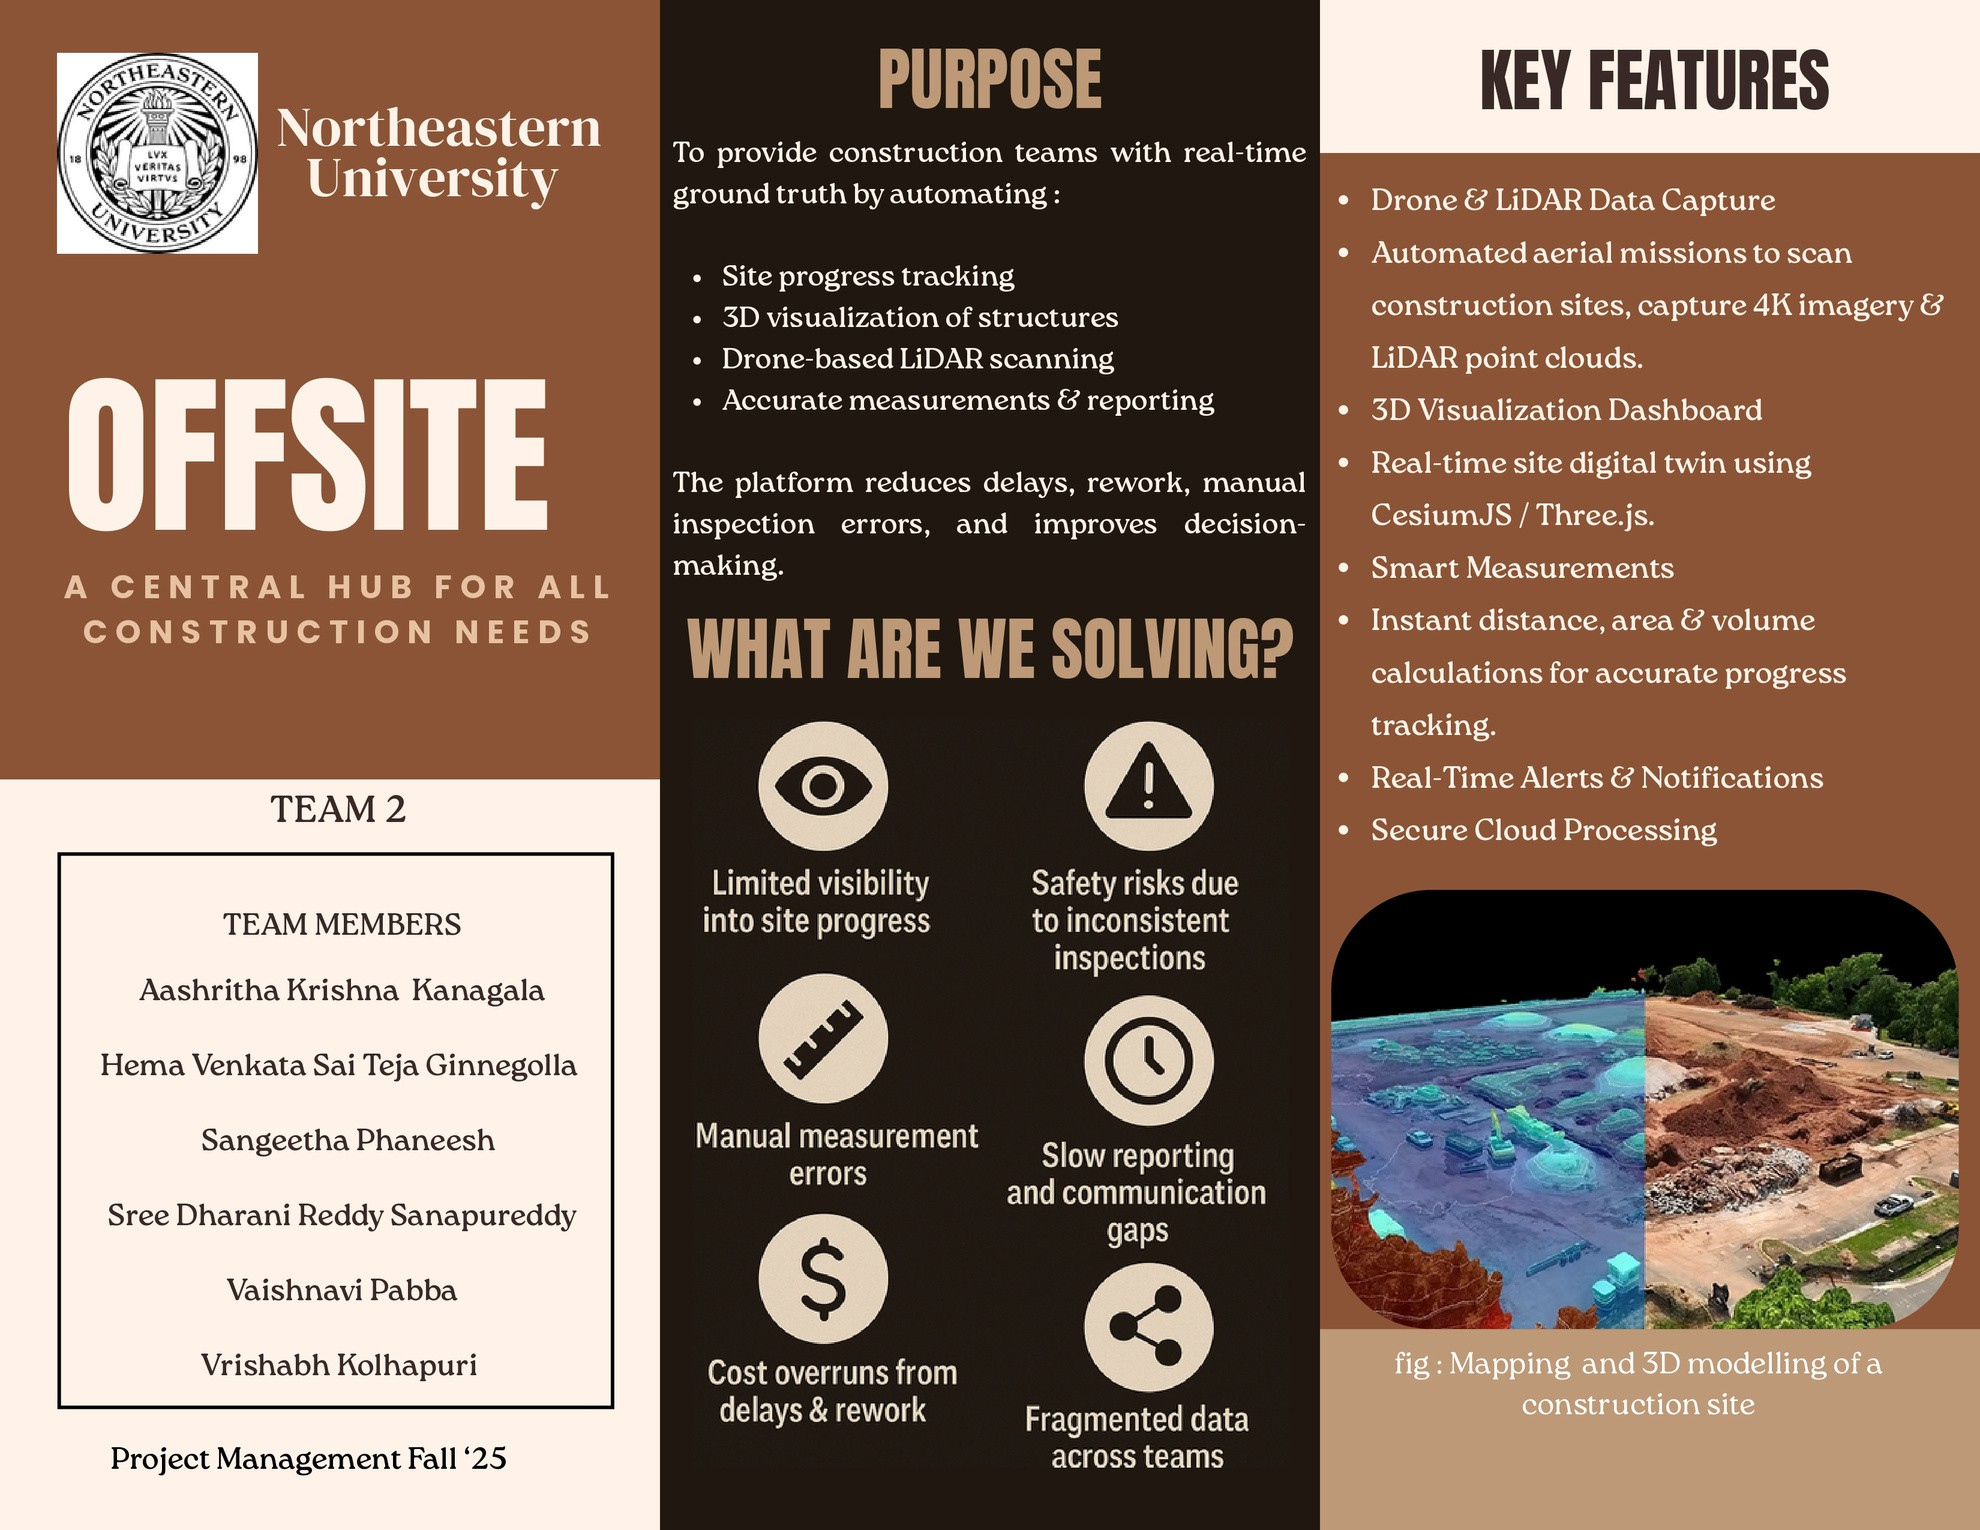 NORTHEASTERN
18 98
LVX
VERITAS
VIRTVS
UNIVERSITY
Northeastern
University
OFFSITE
A CENTRAL HUB FOR ALL
CONSTRUCTION NEEDS
TEAM 2
TEAM MEMBERS
Aashritha Krishna Kanagala
Hema Venkata Sai Teja Ginnegolla
Sangeetha Phaneesh
Sree Dharani Reddy Sanapureddy
Vaishnavi Pabba
Vrishabh Kolhapuri
Project Management Fall ‘25
PURPOSE
To provide construction teams with real-time
ground truth by automating :
• Site progress tracking
• 3D visualization of structures
• Drone-based LiDAR scanning
• Accurate measurements & reporting
The platform reduces delays, rework, manual
inspection errors, and improves decision-
making.
WHAT ARE WE SOLVING?
Limited visibility
into site progress
Safety risks due
to inconsistent
inspections
Manual measurement
errors
Slow reporting
and communication
gaps
Cost overruns from
delays & rework
Fragmented data
across teams
KEY FEATURES
• Drone & LiDAR Data Capture
• Automated aerial missions to scan
construction sites, capture 4K imagery &
LiDAR point clouds.
• 3D Visualization Dashboard
• Real-time site digital twin using
CesiumJS / Three.js.
• Smart Measurements
• Instant distance, area & volume
calculations for accurate progress
tracking.
• Real-Time Alerts & Notifications
• Secure Cloud Processing
fig : Mapping and 3D modelling of a
construction site